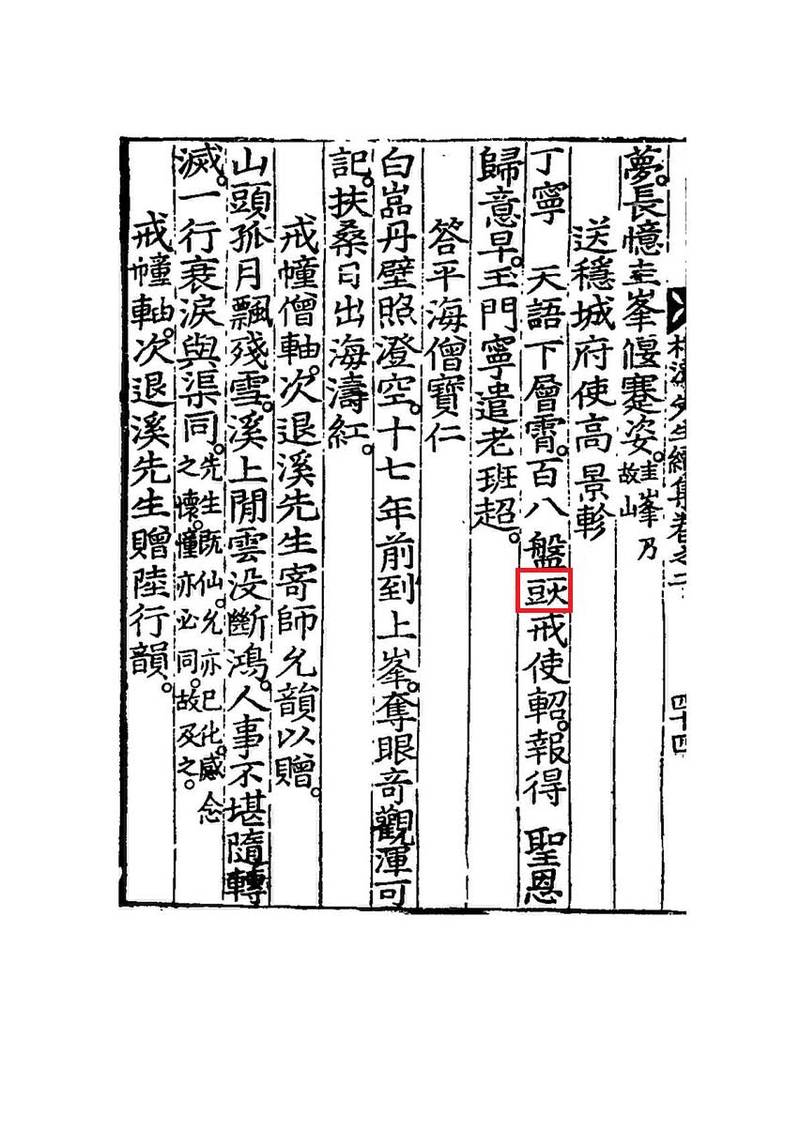 柏潭先生續集卷之二 四十四
夢。長憶圭峯偃蹇姿。圭峯乃故山
送穩城府使高景軫
丁寧 天語下層霄。百八盤戒使軺。報得 聖恩
歸意早。玉門寧遣老班超。
答平海僧寶仁
白嵓丹壁照澄空。十七年前到上峯。奪眼奇觀渾可
記。扶桑日出海濤紅。
戒幢僧軸。次退溪先生寄師允韻以贈。
山頭孤月飄殘雪。溪上閒雲没斷鴻。人事不堪隨轉
滅。一行衰淚與渠同。先生既仙。允亦已化。感念之懷。幢亦必同。故及之。
戒幢軸。次退溪先生贈陸行韻。